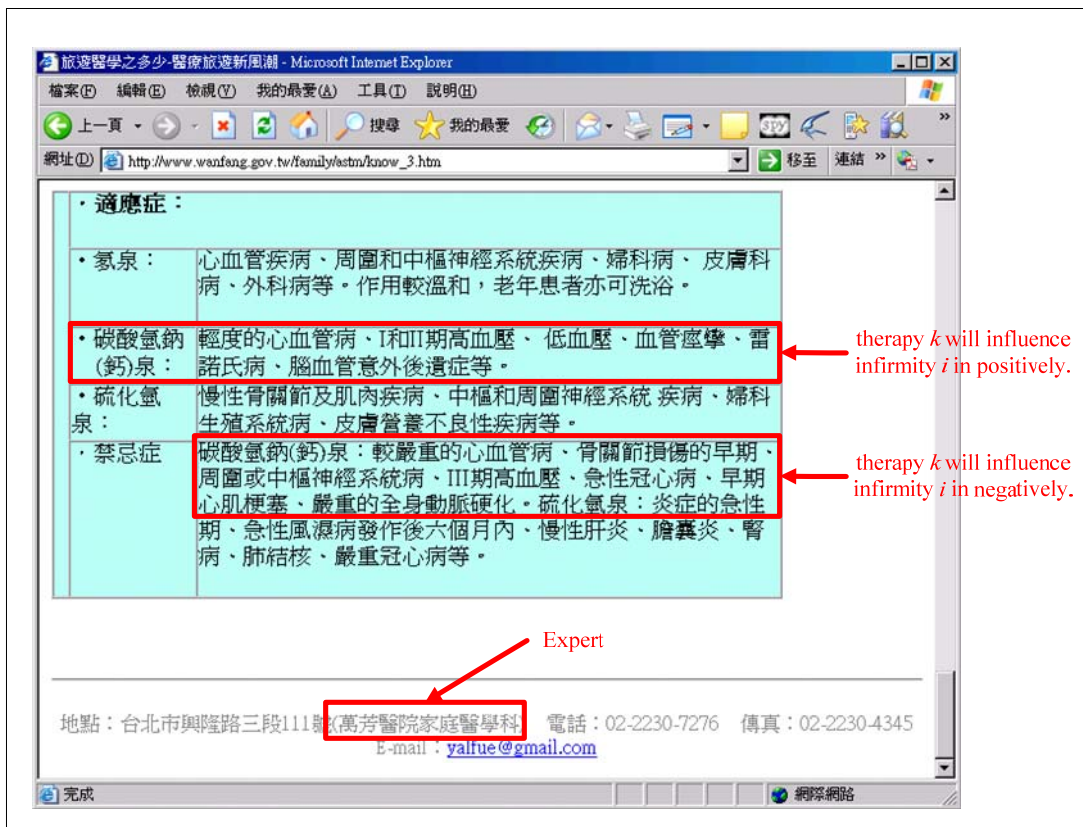 旅遊醫學之多少-醫療旅遊新風潮 - Microsoft Internet Explorer
檔案(F) 編輯(E) 檢視(V) 我的最愛(A) 工具(T) 說明(H)
上一頁 搜尋 我的最愛 SPY »
網址(D) http://www.wanfang.gov.tw/family/astm/know_3.htm 移至 連結 »
・適應症：
・氡泉： 心血管疾病、周圍和中樞神經系統疾病、婦科病、 皮膚科
病、外科病等。作用較溫和，老年患者亦可洗浴。
・碳酸氫鈉 輕度的心血管病、I和II期高血壓、 低血壓、血管痙攣、雷
(鈣)泉： 諾氏病、腦血管意外後遺症等。
therapy k will influence
infirmity i in positively.
・硫化氫 慢性骨關節及肌肉疾病、中樞和周圍神經系統 疾病、婦科
泉： 生殖系統病、皮膚營養不良性疾病等。
・禁忌症 碳酸氫鈉(鈣)泉：較嚴重的心血管病、骨關節損傷的早期、
周圍或中樞神經系統病、III期高血壓、急性冠心病、早期
心肌梗塞、嚴重的全身動脈硬化。硫化氫泉：炎症的急性
期、急性風濕病發作後六個月內、慢性肝炎、膽囊炎、腎
病、肺結核、嚴重冠心病等。
therapy k will influence
infirmity i in negatively.
Expert
地點：台北市興隆路三段111號(萬芳醫院家庭醫學科) 電話：02-2230-7276 傳真：02-2230-4345
E-mail：yalfue@gmail.com
完成 網際網路